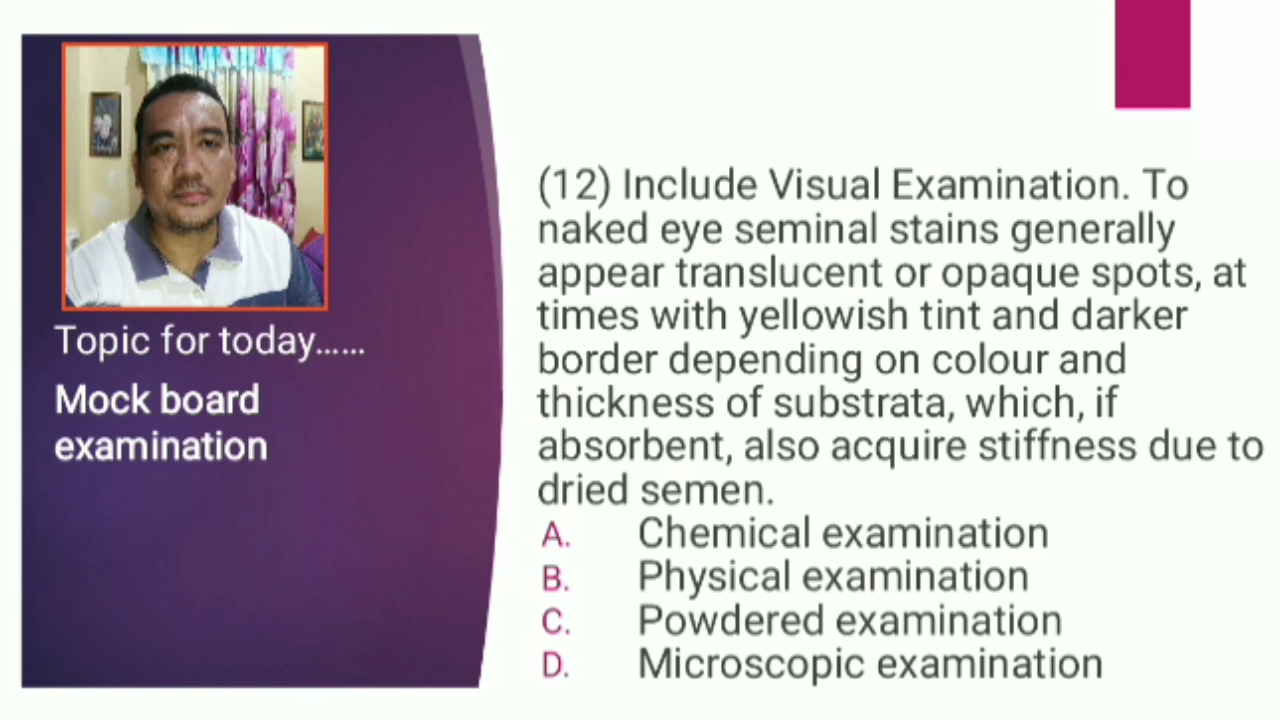 Topic for today......
Mock board
examination
(12) Include Visual Examination. To
naked eye seminal stains generally
appear translucent or opaque spots, at
times with yellowish tint and darker
border depending on colour and
thickness of substrata, which, if
absorbent, also acquire stiffness due to
dried semen.
A. Chemical examination
B. Physical examination
C. Powdered examination
D. Microscopic examination